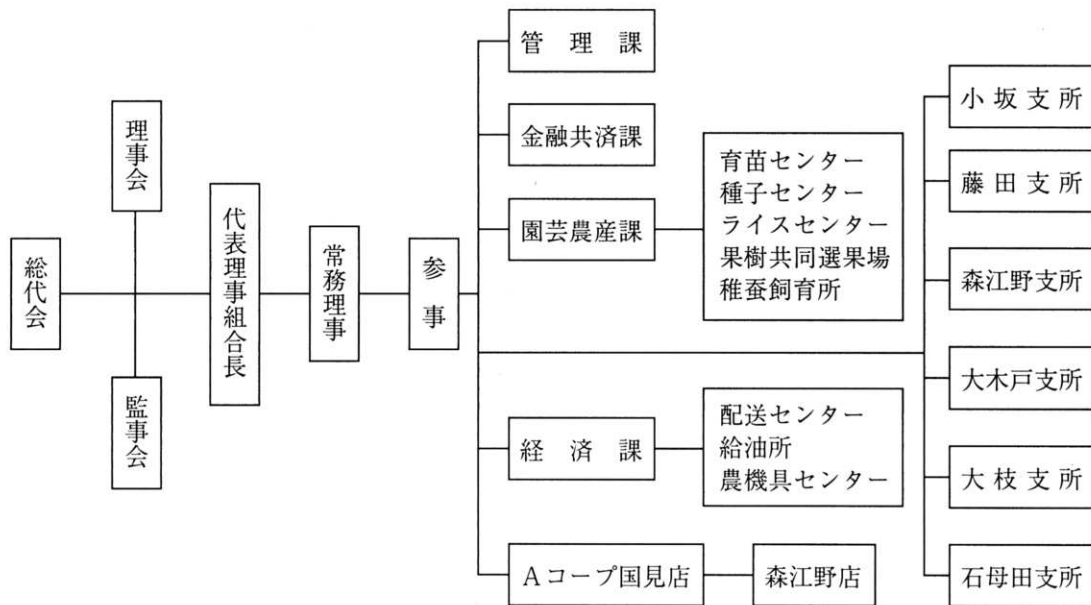 総代会
理事会
監事会
代表理事組合長
常務理事
参事
管理課
金融共済課
園芸農産課
育苗センター
種子センター
ライスセンター
果樹共同選果場
稚蚕飼育所
経済課
配送センター
給油所
農機具センター
Aコープ国見店
森江野店
小坂支所
藤田支所
森江野支所
大木戸支所
大枝支所
石母田支所